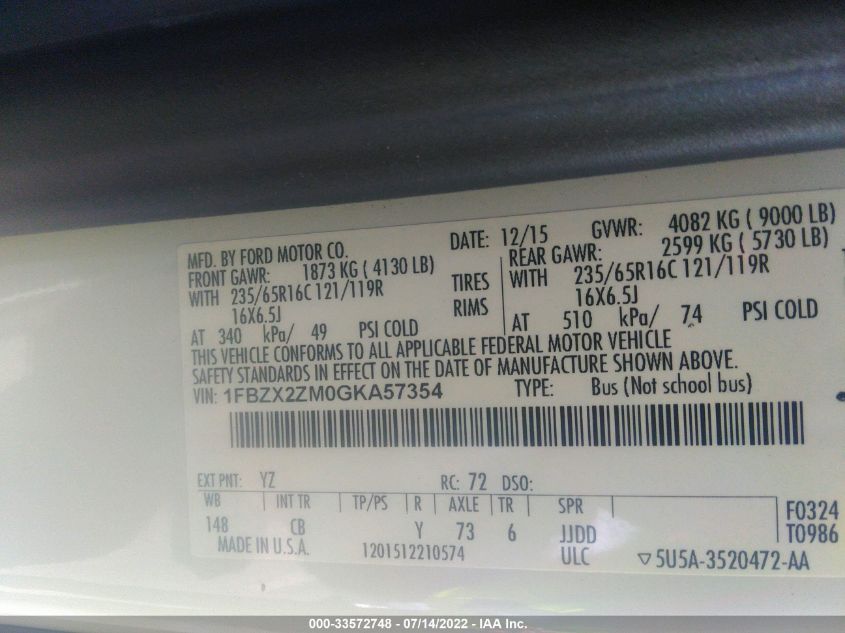 MFD. BY FORD MOTOR CO. DATE: 12/15 GVWR: 4082 KG ( 9000 LB)
FRONT GAWR: 1873 KG ( 4130 LB) REAR GAWR: 2599 KG ( 5730 LB)
WITH 235/65R16C 121/119R TIRES WITH 235/65R16C 121/119R
16X6.5J RIMS 16X6.5J
AT 340 kPa/ 49 PSI COLD AT 510 kPa/ 74 PSI COLD
THIS VEHICLE CONFORMS TO ALL APPLICABLE FEDERAL MOTOR VEHICLE
SAFETY STANDARDS IN EFFECT ON THE DATE OF MANUFACTURE SHOWN ABOVE.
VIN: 1FBZX2ZM0GKA57354 TYPE: Bus (Not school bus)
EXT PNT: YZ RC: 72 DSO:
WB INT TR TP/PS R AXLE TR SPR F0324
148 CB Y 73 6 JJDD T0986
MADE IN U.S.A. 1201512210574 ULC ▽5U5A-3520472-AA
000-33572748 - 07/14/2022 - IAA Inc.